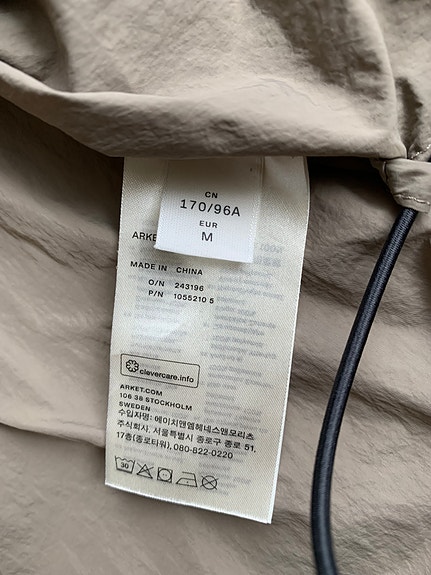 CN
170/96A
EUR
M
ARKET
MADE IN CHINA
O/N 243196
P/N 1055210 5
clevercare.info
ARKET.COM
106 38 STOCKHOLM
SWEDEN
수입자명: 에이치앤엠헤네스앤모리츠
주식회사, 서울특별시 종로구 종로 51,
17층(종로타워), 080-822-0220
30